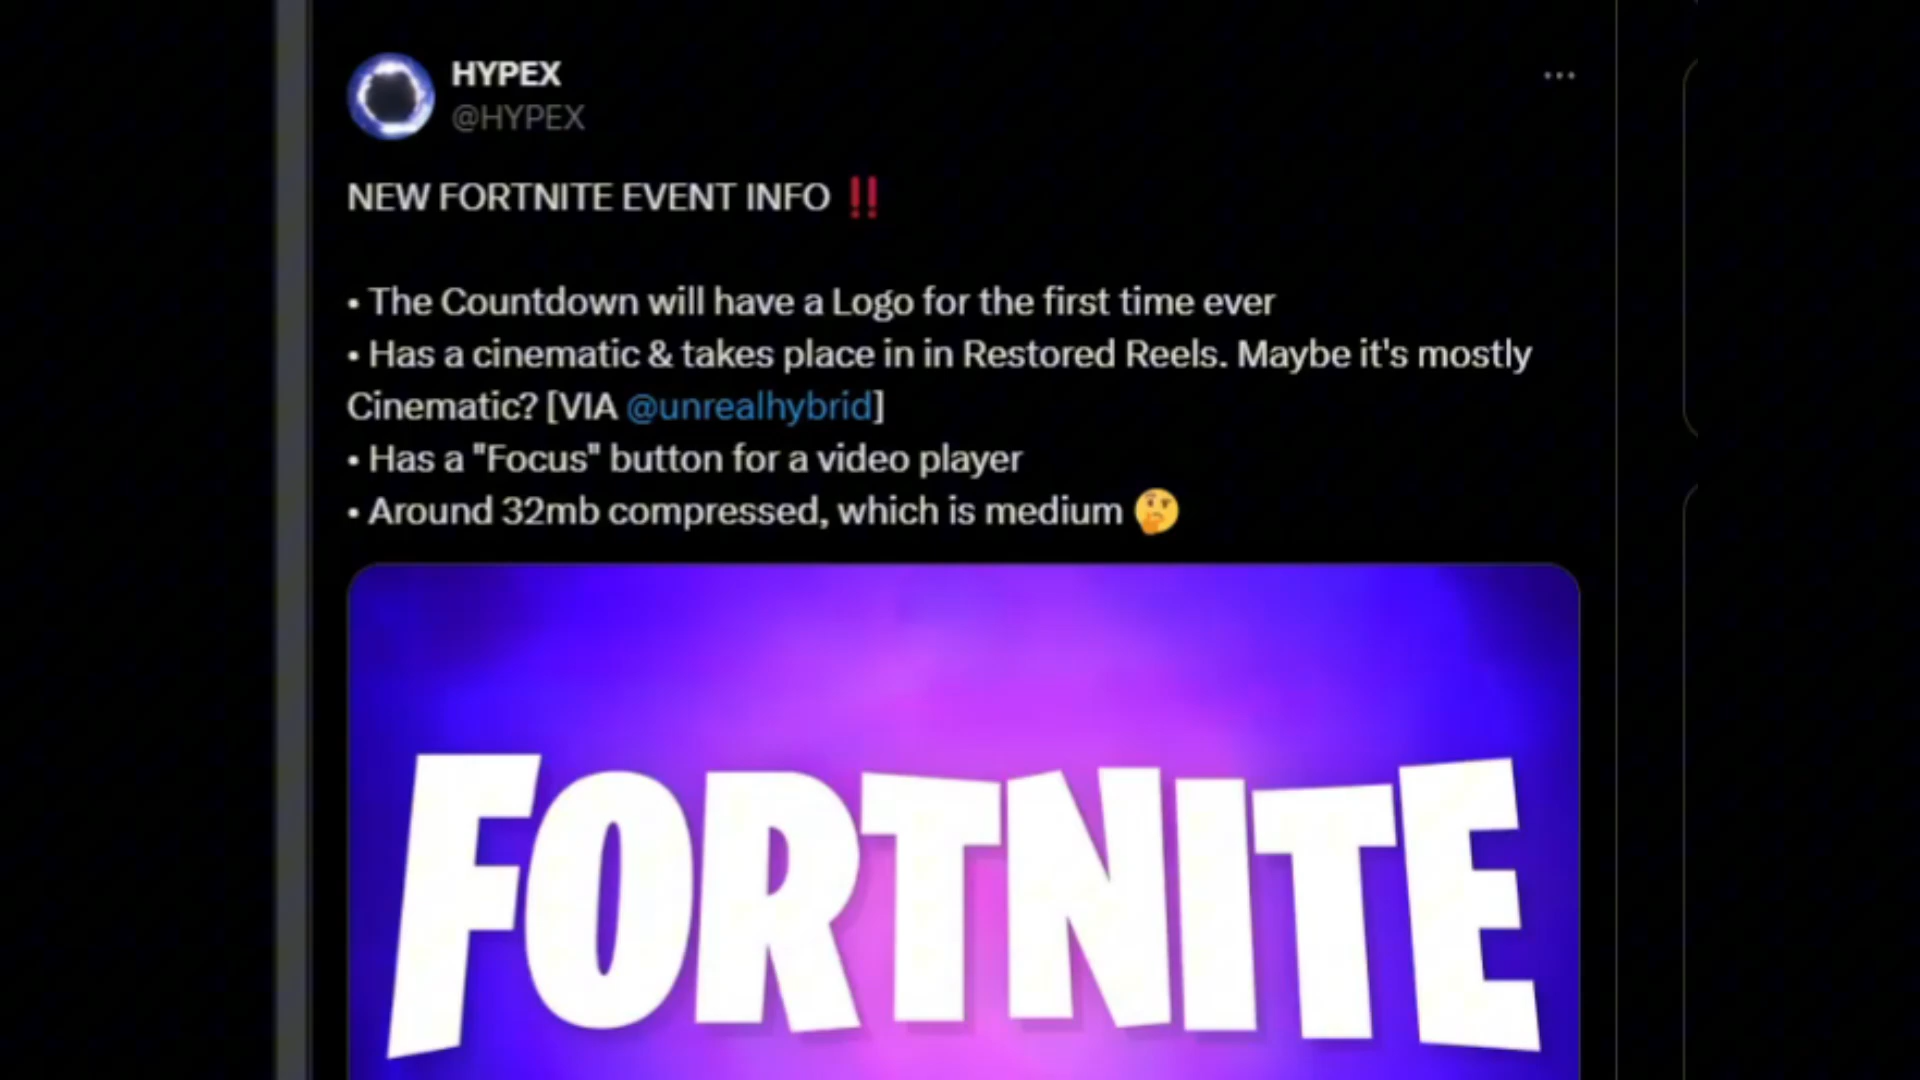 HYPEX
@HYPEX
NEW FORTNITE EVENT INFO ‼️
• The Countdown will have a Logo for the first time ever
• Has a cinematic & takes place in in Restored Reels. Maybe it's mostly
Cinematic? [VIA @unrealhybrid]
• Has a "Focus" button for a video player
• Around 32mb compressed, which is medium 🤔
FORTNITE